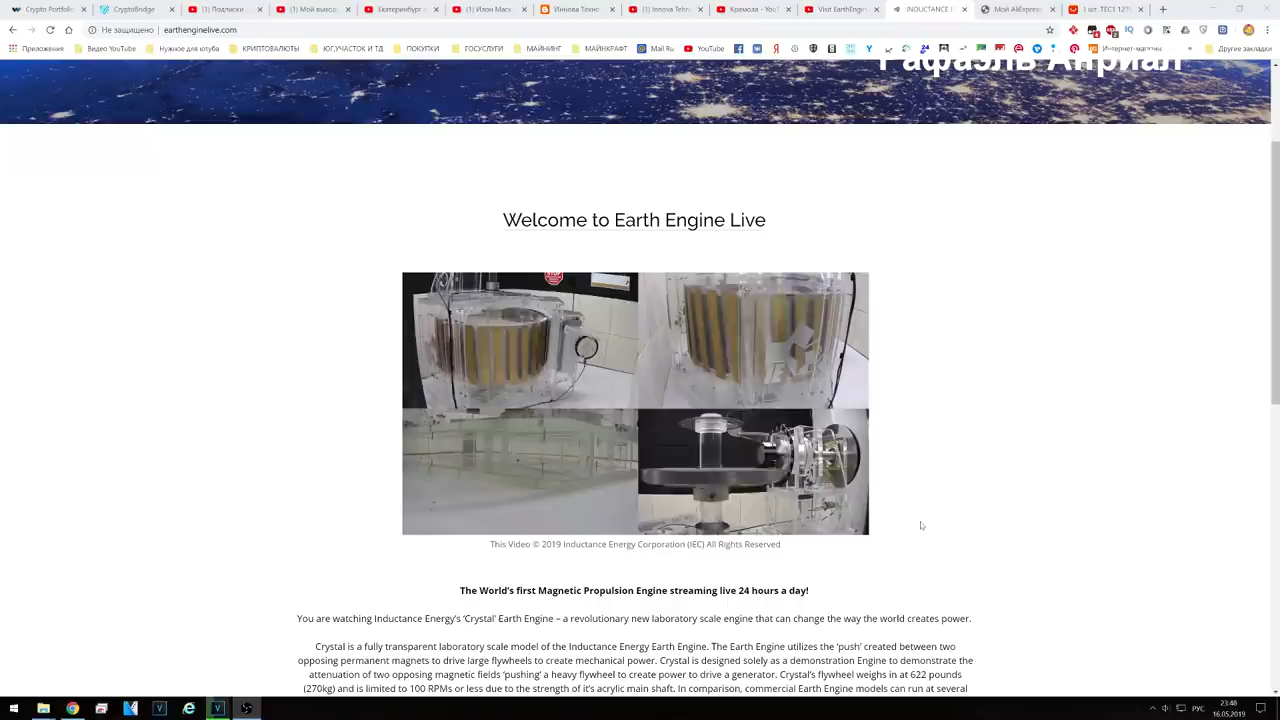 Crypto Portfolio
CryptoBridge
(1) Подписки
(1) Мой выход
Екатеринбург
(1) Илон Маск
Иннова Техно
(1) Innova Tehn
Крамола - YouT
Visit EarthEngin
INDUCTANCE E
Мой AliExpress
1 шт. TEC1 127
Не защищено | earthenginelive.com
Приложения
Видео YouTube
Нужное для ютуба
КРИПТОВАЛЮТЫ
ЮГ,УЧАСТОК И ТД
ПОКУПКИ
ГОСУСЛУГИ
МАЙНИНГ
МАЙНКРАФТ
Mail.Ru
YouTube
Интернет-магазин
Другие закладки
Рафаэль Априал
Welcome to Earth Engine Live
STOP
This Video © 2019 Inductance Energy Corporation (IEC) All Rights Reserved
The World's first Magnetic Propulsion Engine streaming live 24 hours a day!
You are watching Inductance Energy's 'Crystal' Earth Engine – a revolutionary new laboratory scale engine that can change the way the world creates power.
Crystal is a fully transparent laboratory scale model of the Inductance Energy Earth Engine. The Earth Engine utilizes the 'push' created between two
opposing permanent magnets to drive large flywheels to create mechanical power. Crystal is designed solely as a demonstration Engine to demonstrate the
attenuation of two opposing magnetic fields 'pushing' a heavy flywheel to create power to drive a generator. Crystal's flywheel weighs in at 622 pounds
(270kg) and is limited to 100 RPMs or less due to the strength of it's acrylic main shaft. In comparison, commercial Earth Engine models can run at several
РУС
23:48
16.05.2019